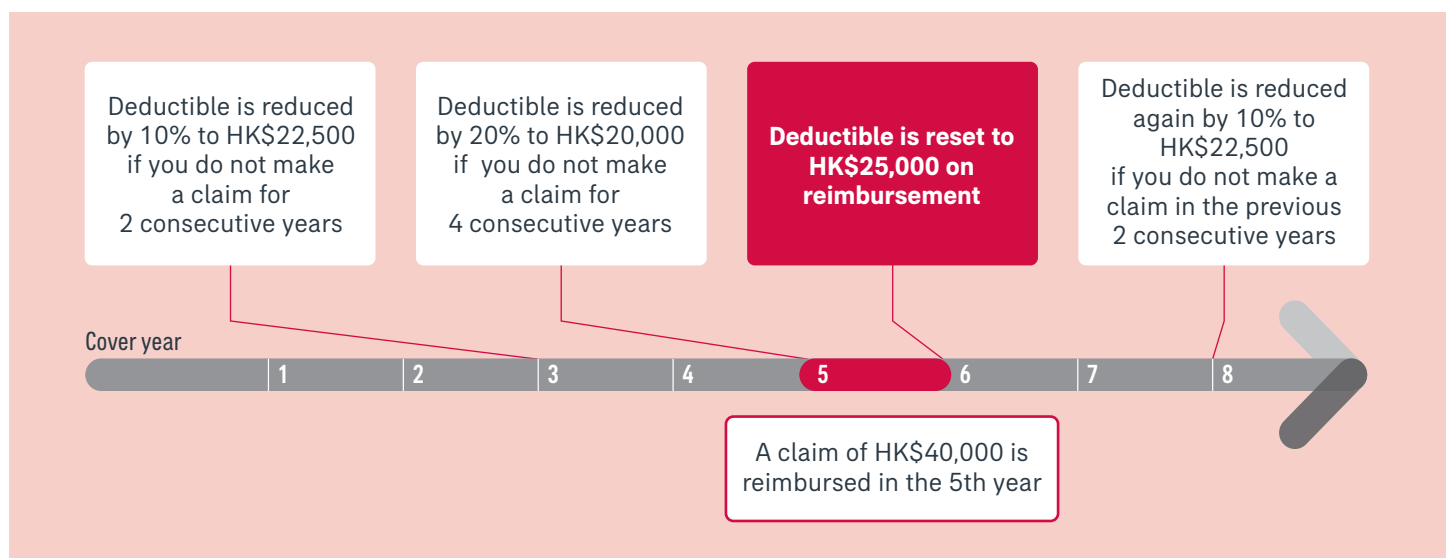 Deductible is reduced
by 10% to HK$22,500
if you do not make
a claim for
2 consecutive years
Deductible is reduced
by 20% to HK$20,000
if you do not make
a claim for
4 consecutive years
Deductible is reset to
HK$25,000 on
reimbursement
Deductible is reduced
again by 10% to
HK$22,500
if you do not make a
claim in the previous
2 consecutive years
Cover year
1 2 3 4 5 6 7 8
A claim of HK$40,000 is
reimbursed in the 5th year